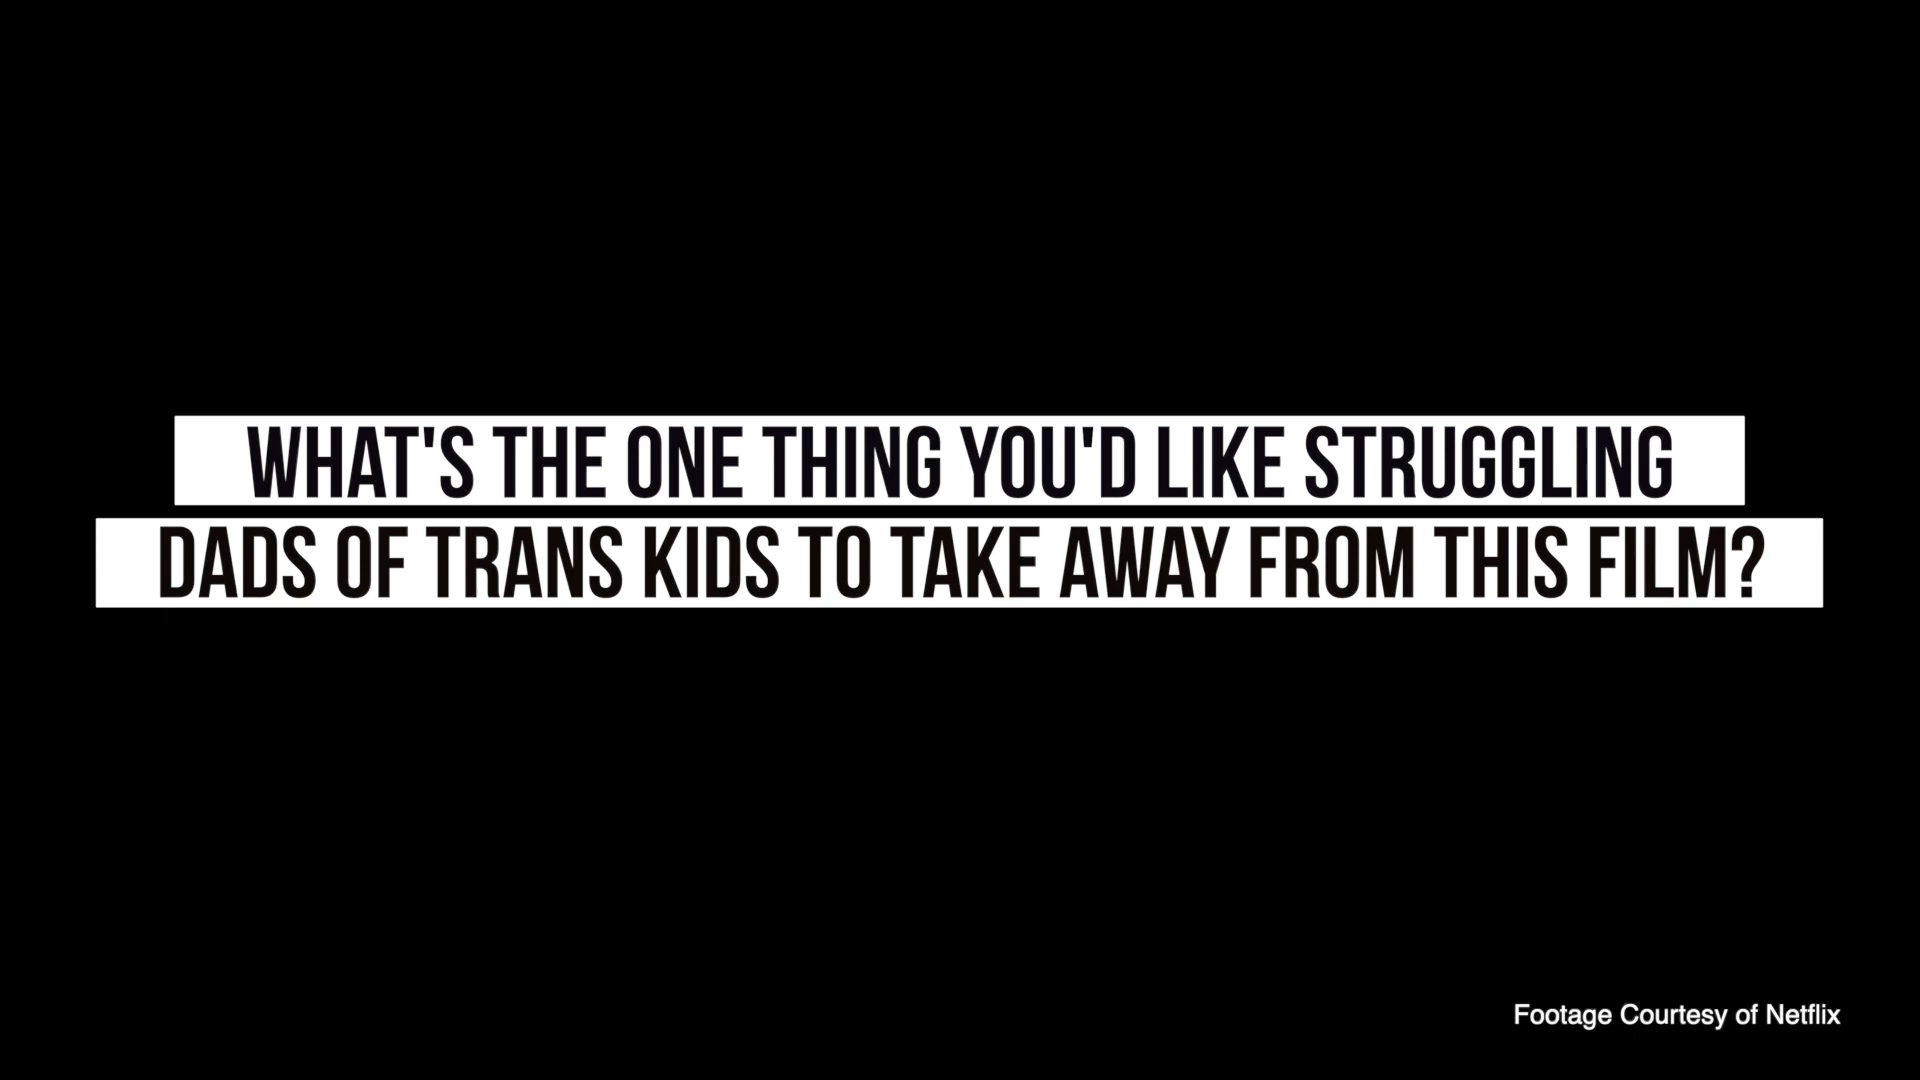 WHAT'S THE ONE THING YOU'D LIKE STRUGGLING
DADS OF TRANS KIDS TO TAKE AWAY FROM THIS FILM?
Footage Courtesy of Netflix